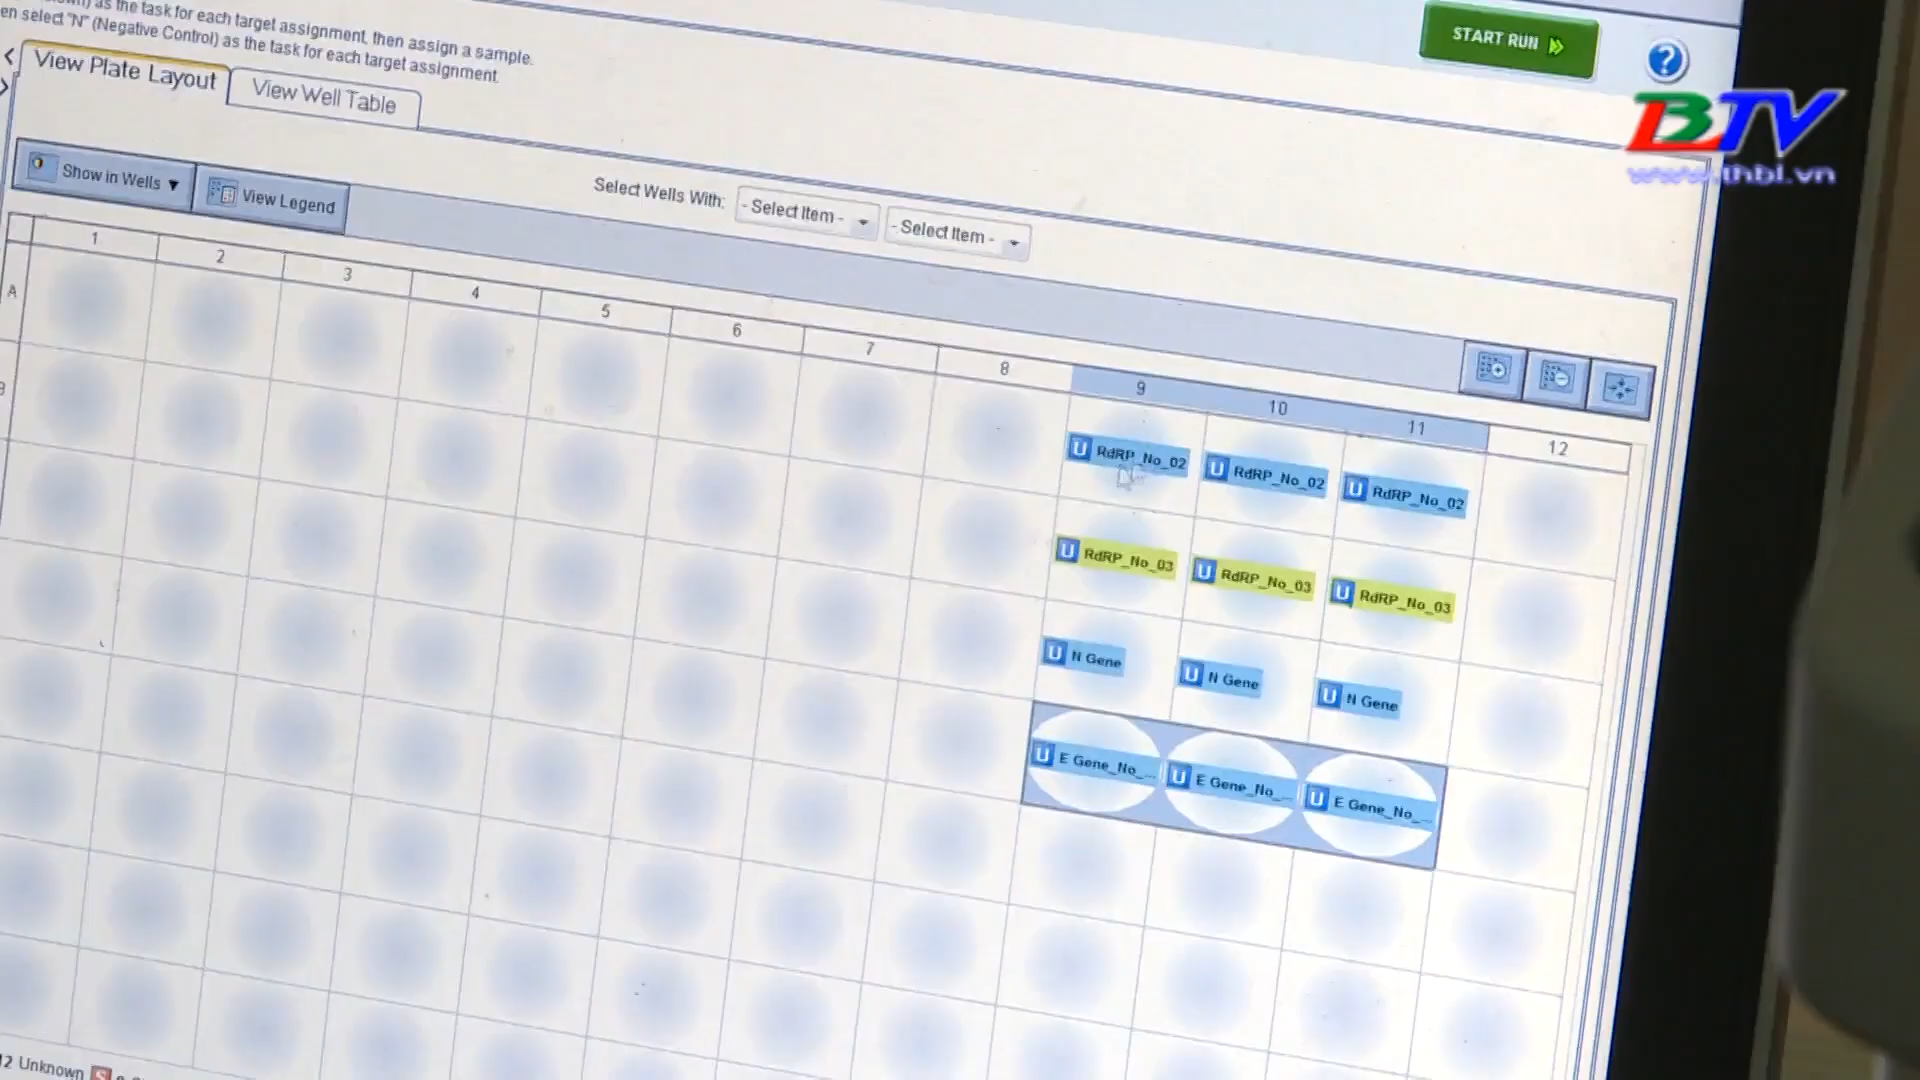 as the task for each target assignment, then assign a sample.
en select "N" (Negative Control) as the task for each target assignment.
START RUN
?
View Plate Layout
View Well Table
BTV
www.thbl.vn
Show in Wells
View Legend
Select Wells With:
- Select Item -
- Select Item -
1 2 3 4 5 6 7 8 9 10 11 12
A
U RdRP_No_02 U RdRP_No_02 U RdRP_No_02
B
U RdRP_No_03 U RdRP_No_03 U RdRP_No_03
U N Gene U N Gene U N Gene
U E Gene_No_... U E Gene_No_... U E Gene_No_...
12 Unknown S